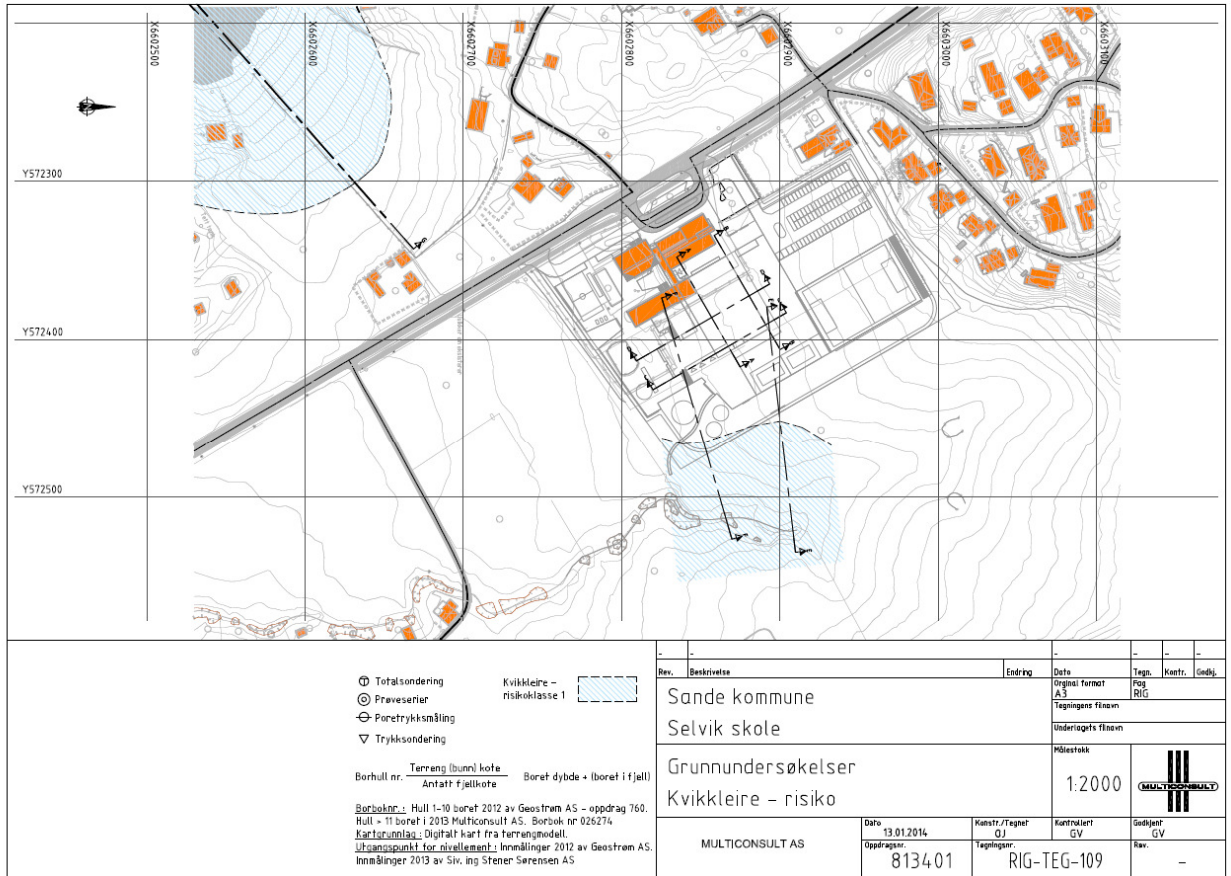 X6602500
X6602600
X6602700
X6602800
X6602900
X6603000
X6603100
Y572300
Y572400
Y572500
Totalsondering
Prøveserier
Poretrykksmåling
Trykksondering
Kvikkleire -
risikoklasse 1
Borhull nr.
Terreng (bunn) kote
Antatt fjellkote
Boret dybde + (boret i fjell)
Borboknr.: Hull 1-10 boret 2012 av Geostrøm AS - oppdrag 760.
Hull > 11 boret i 2013 Multiconsult AS. Borbok nr 026274
Kartgrunnlag: Digitalt kart fra terrengmodell.
Utgangspunkt for nivellement: Innmålinger 2012 av Geostrøm AS.
Innmålinger 2013 av Siv. ing Stener Sørensen AS
- - - - - -
Rev. Beskrivelse Endring Dato Tegn. Kontr. Godkj.
Sande kommune
Selvik skole
Original format
A3
Fag
RIG
Tegningens filnavn
Underlagets filnavn
Grunnundersøkelser
Kvikkleire - risiko
Målestokk
1:2000
MULTICONSULT
MULTICONSULT AS
Dato
13.01.2014
Konstr./Tegnet
OJ
Kontrollert
GV
Godkjent
GV
Oppdragsnr.
813401
Tegningsnr.
RIG-TEG-109
Rev.
-